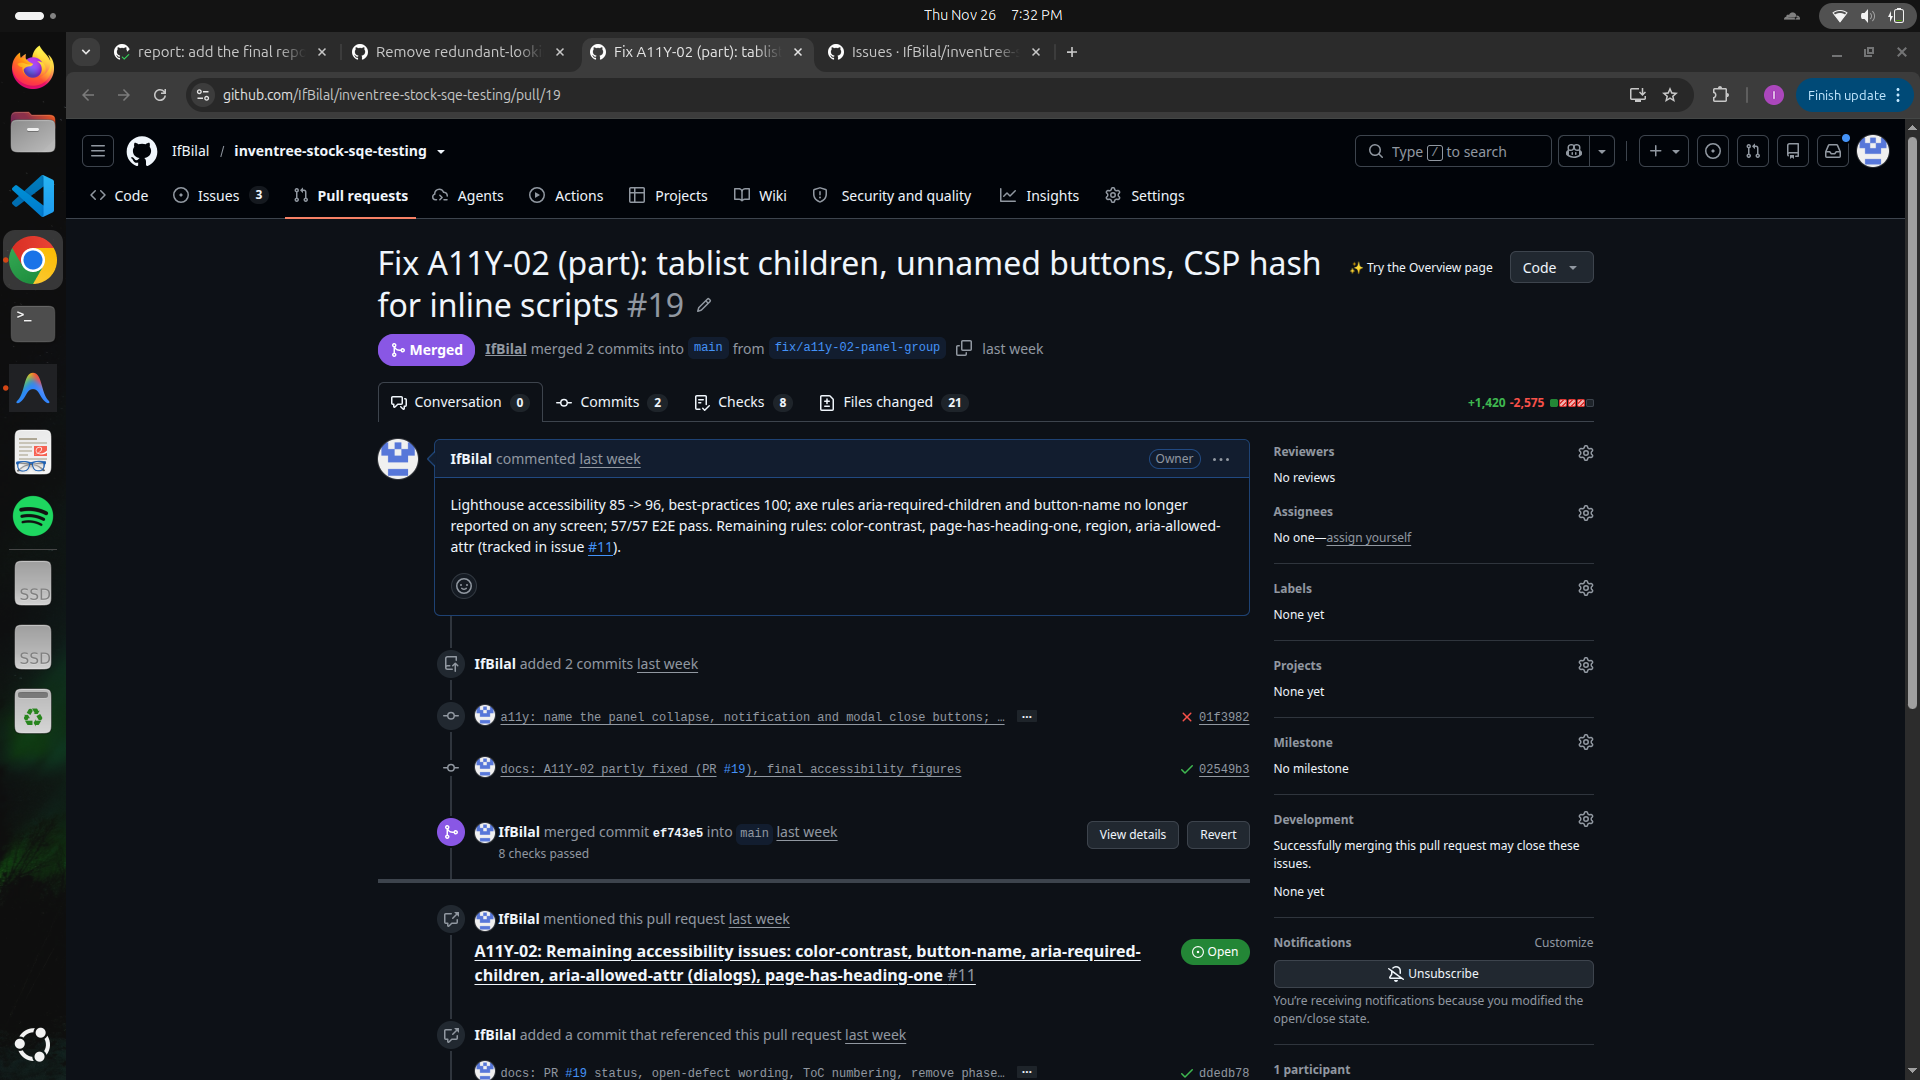 Thu Nov 26 7:32 PM
report: add the final repo
Remove redundant-looki
Fix A11Y-02 (part): tablis
Issues · IfBilal/inventree-s
github.com/IfBilal/inventree-stock-sqe-testing/pull/19
I
Finish update
IfBilal / inventree-stock-sqe-testing
Type / to search
Code
Issues 3
Pull requests
Agents
Actions
Projects
Wiki
Security and quality
Insights
Settings
Fix A11Y-02 (part): tablist children, unnamed buttons, CSP hash
for inline scripts #19
Try the Overview page
Code
Merged
IfBilal merged 2 commits into main from fix/a11y-02-panel-group last week
Conversation 0
Commits 2
Checks 8
Files changed 21
+1,420 -2,575
IfBilal commented last week
Owner
Lighthouse accessibility 85 -> 96, best-practices 100; axe rules aria-required-children and button-name no longer
reported on any screen; 57/57 E2E pass. Remaining rules: color-contrast, page-has-heading-one, region, aria-allowed-
attr (tracked in issue #11).
IfBilal added 2 commits last week
a11y: name the panel collapse, notification and modal close buttons; …
01f3982
docs: A11Y-02 partly fixed (PR #19), final accessibility figures
02549b3
IfBilal merged commit ef743e5 into main last week
8 checks passed
View details
Revert
IfBilal mentioned this pull request last week
A11Y-02: Remaining accessibility issues: color-contrast, button-name, aria-required-
children, aria-allowed-attr (dialogs), page-has-heading-one #11
Open
IfBilal added a commit that referenced this pull request last week
docs: PR #19 status, open-defect wording, ToC numbering, remove phase…
ddedb78
Reviewers
No reviews
Assignees
No one—assign yourself
Labels
None yet
Projects
None yet
Milestone
No milestone
Development
Successfully merging this pull request may close these
issues.
None yet
Notifications
Customize
Unsubscribe
You're receiving notifications because you modified the
open/close state.
1 participant
SSD
SSD